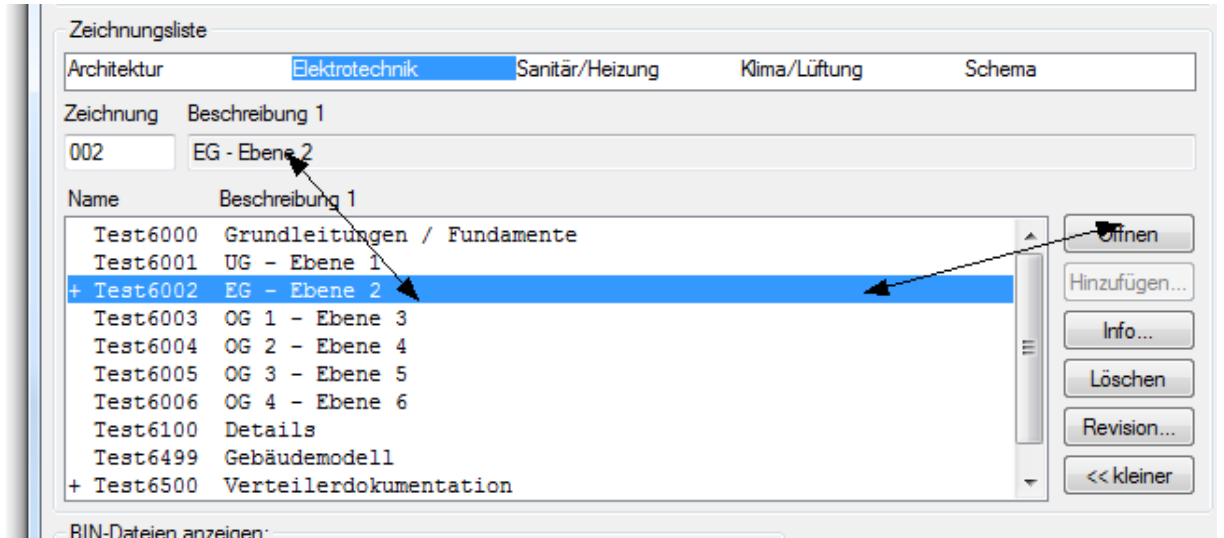 Zeichnungsliste
Architektur Elektrotechnik Sanitär/Heizung Klima/Lüftung Schema
Zeichnung Beschreibung 1
002 EG - Ebene 2
Name Beschreibung 1
Test6000 Grundleitungen / Fundamente
Öffnen
Test6001 UG - Ebene 1
+ Test6002 EG - Ebene 2
Hinzufügen...
Test6003 OG 1 - Ebene 3
Info...
Test6004 OG 2 - Ebene 4
Test6005 OG 3 - Ebene 5
Löschen
Test6006 OG 4 - Ebene 6
Test6100 Details
Revision...
Test6499 Gebäudemodell
+ Test6500 Verteilerdokumentation
<< kleiner
BIN-Dateien anzeigen: